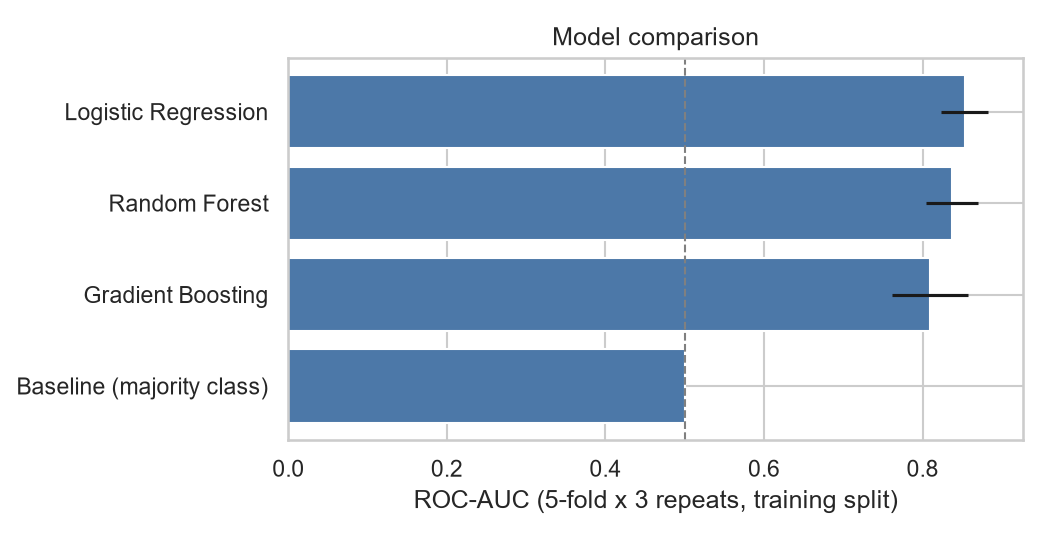 Model comparison
Logistic Regression
Random Forest
Gradient Boosting
Baseline (majority class)
0.0 0.2 0.4 0.6 0.8
ROC-AUC (5-fold x 3 repeats, training split)